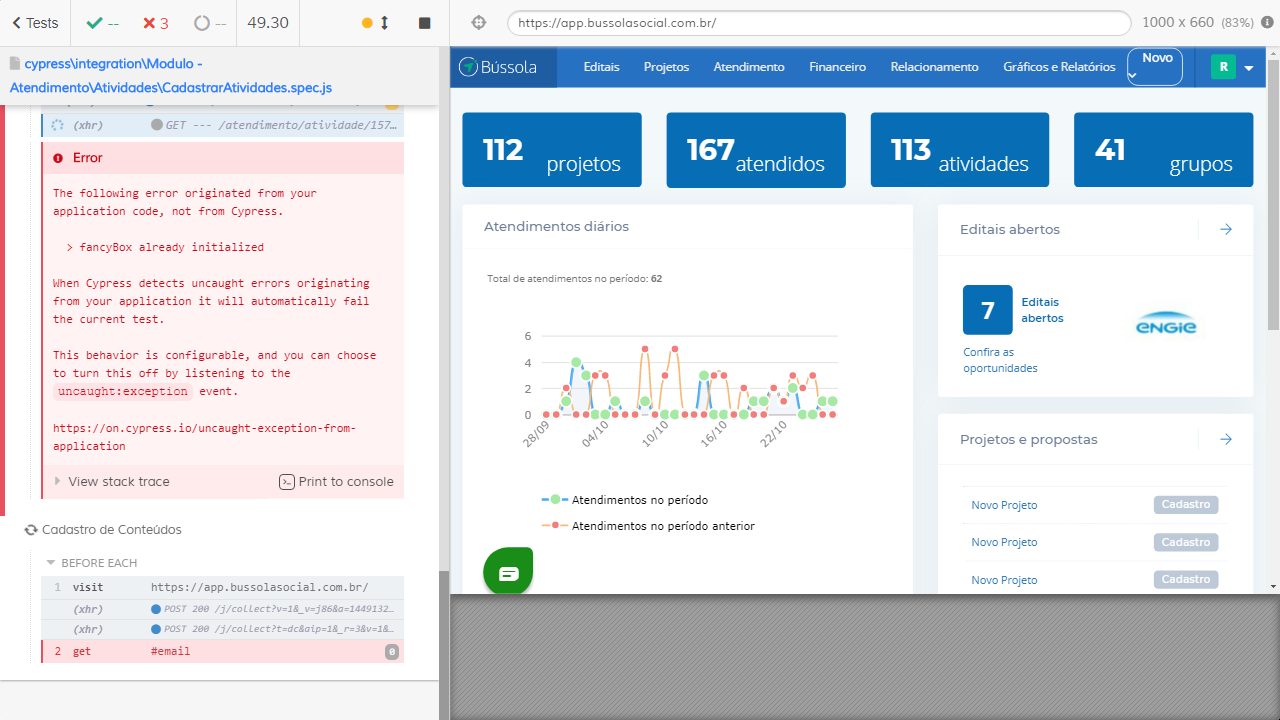 Tests
--
3
--
49.30
https://app.bussolasocial.com.br/
1000 x 660 (83%)
cypress\integration\Modulo -
Atendimento\Atividades\CadastrarAtividades.spec.js
(xhr) GET --- /atendimento/atividade/157…
Error
The following error originated from your
application code, not from Cypress.
> fancyBox already initialized
When Cypress detects uncaught errors originating
from your application it will automatically fail
the current test.
This behavior is configurable, and you can choose
to turn this off by listening to the
uncaught:exception event.
https://on.cypress.io/uncaught-exception-from-
application
View stack trace
Print to console
Cadastro de Conteúdos
BEFORE EACH
1 visit https://app.bussolasocial.com.br/
(xhr) POST 200 /j/collect?v=1&_v=j86&a=1449132…
(xhr) POST 200 /j/collect?t=dc&aip=1&_r=3&v=1&…
2 get #email 0
Bússola
Editais
Projetos
Atendimento
Financeiro
Relacionamento
Gráficos e Relatórios
Novo
R
112 projetos
167 atendidos
113 atividades
41 grupos
Atendimentos diários
Total de atendimentos no período: 62
6
4
2
0
28/09
04/10
10/10
16/10
22/10
Atendimentos no período
Atendimentos no período anterior
Editais abertos
7
Editais
abertos
Confira as
oportunidades
ENGIE
Projetos e propostas
Novo Projeto Cadastro
Novo Projeto Cadastro
Novo Projeto Cadastro